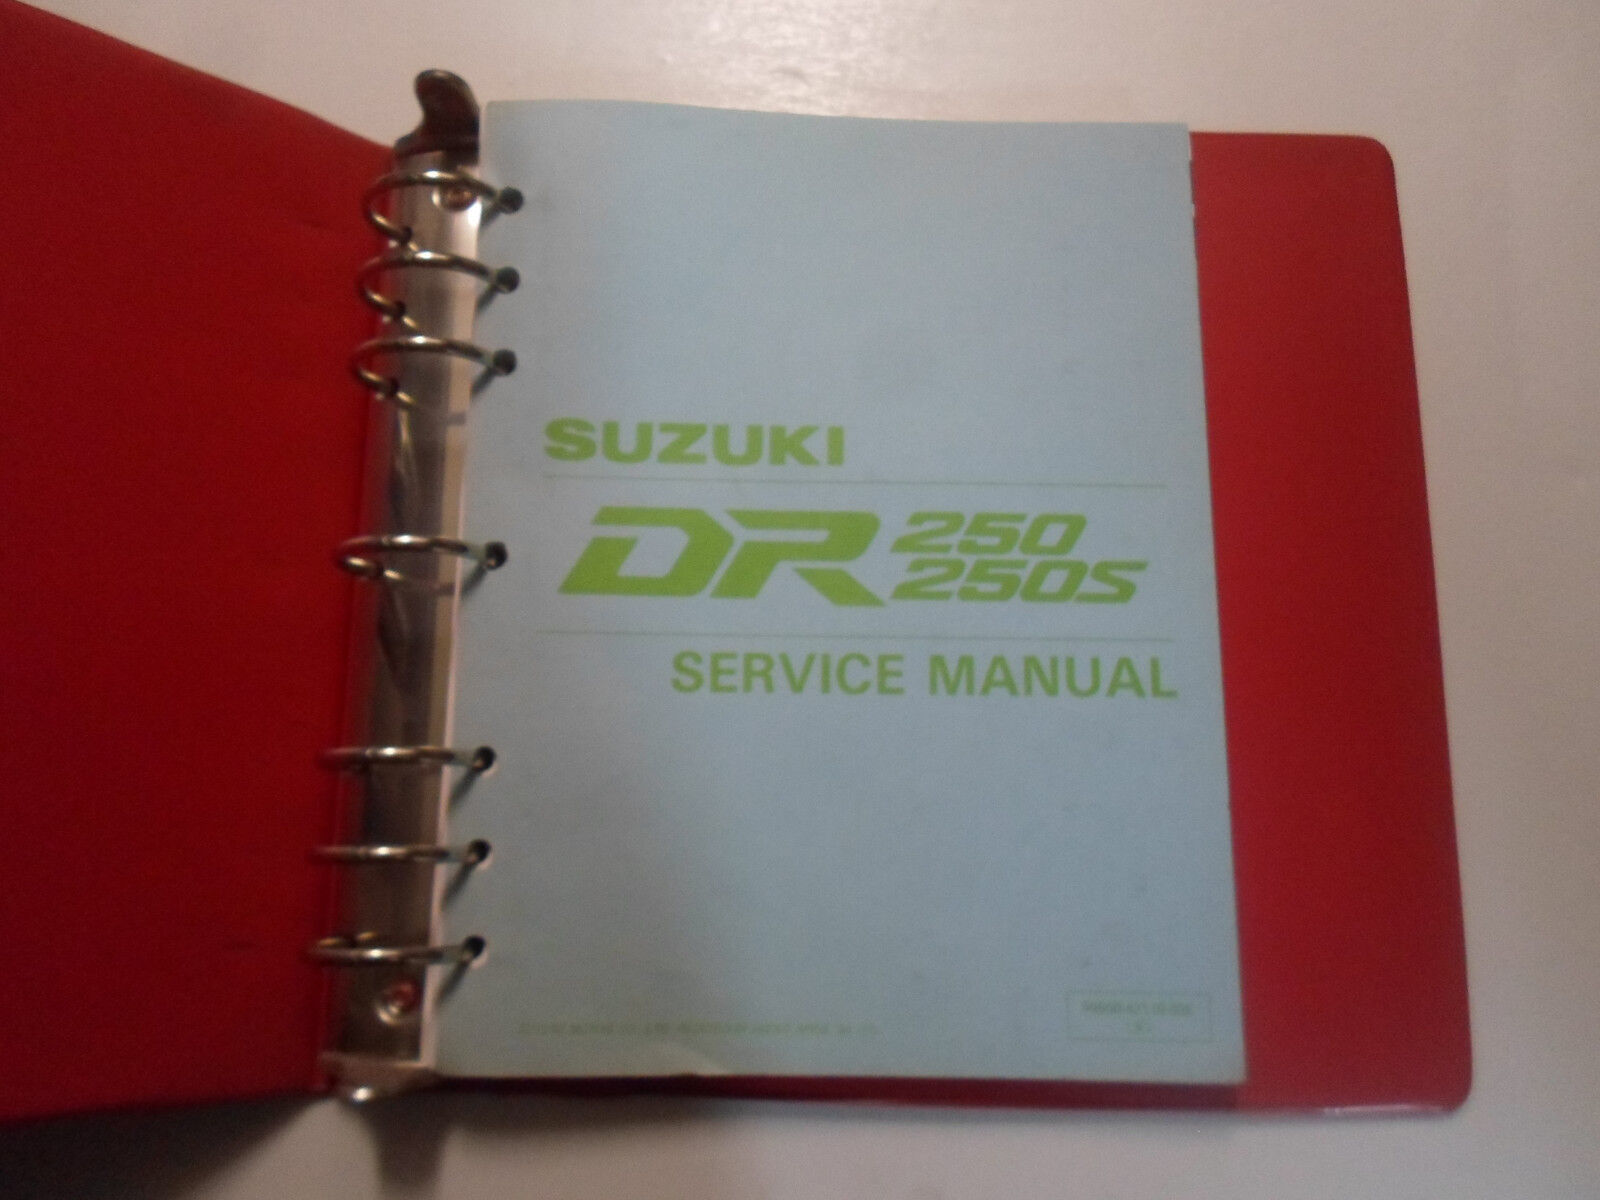 SUZUKI
DR 250
250S
SERVICE MANUAL